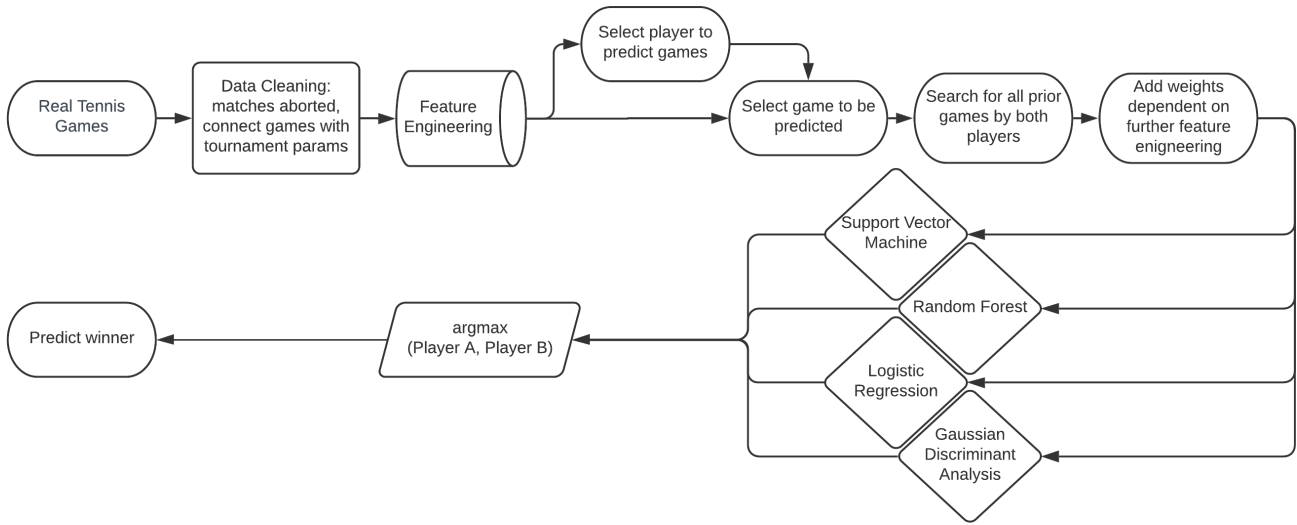 Real Tennis
Games
Data Cleaning:
matches aborted,
connect games with
tournament params
Feature
Engineering
Select player to
predict games
Select game to be
predicted
Search for all prior
games by both
players
Add weights
dependent on
further feature
enigneering
Support Vector
Machine
Random Forest
Logistic
Regression
Gaussian
Discriminant
Analysis
argmax
(Player A, Player B)
Predict winner